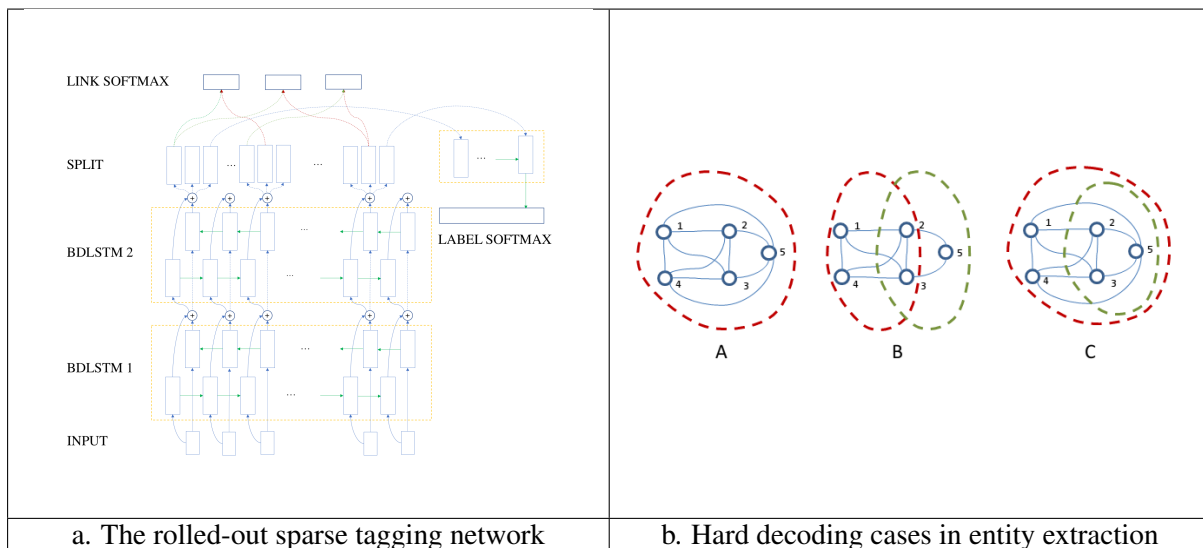 LINK SOFTMAX
SPLIT
...
...
...
LABEL SOFTMAX
BDLSTM 2
...
...
BDLSTM 1
...
...
INPUT
1
2
5
4
3
A
1
2
5
4
3
B
1
2
5
4
3
C
a. The rolled-out sparse tagging network
b. Hard decoding cases in entity extraction